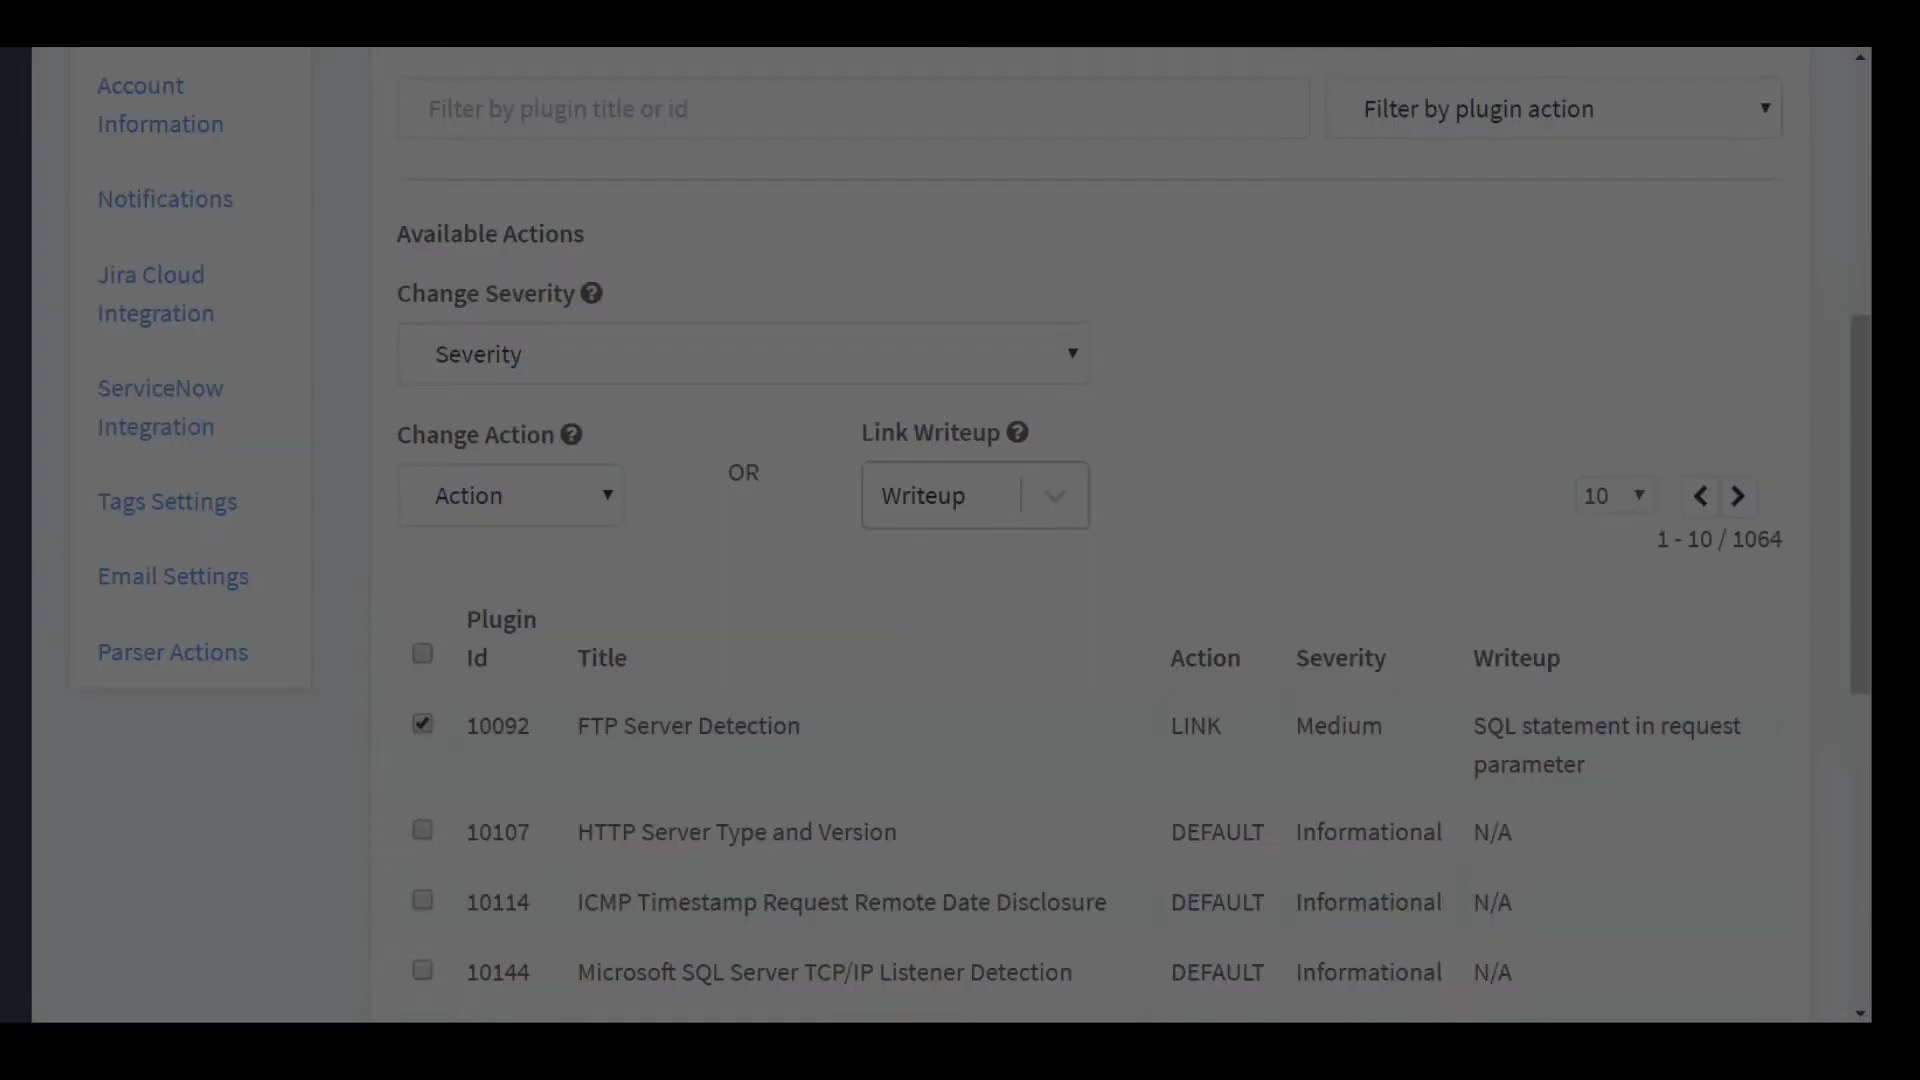 Account
Information
Notifications
Jira Cloud
Integration
ServiceNow
Integration
Tags Settings
Email Settings
Parser Actions
Filter by plugin title or id
Filter by plugin action
Available Actions
Change Severity
Severity
Change Action
Action
OR
Link Writeup
Writeup
10
1 - 10 / 1064
Plugin
Id Title Action Severity Writeup
10092 FTP Server Detection LINK Medium SQL statement in request
parameter
10107 HTTP Server Type and Version DEFAULT Informational N/A
10114 ICMP Timestamp Request Remote Date Disclosure DEFAULT Informational N/A
10144 Microsoft SQL Server TCP/IP Listener Detection DEFAULT Informational N/A